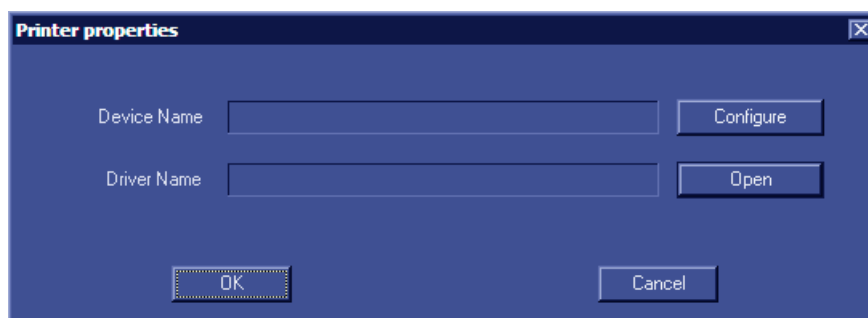 Printer properties
Device Name
Configure
Driver Name
Open
OK
Cancel